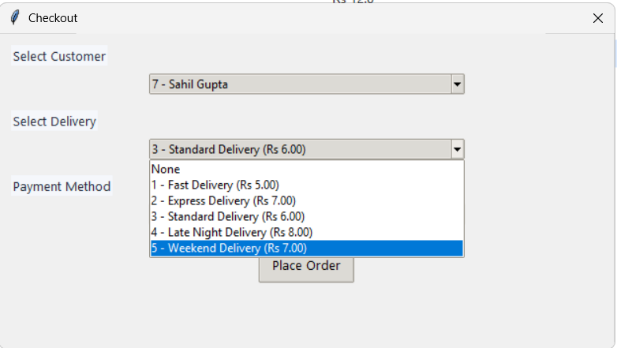 Rs 12.8
Checkout
Select Customer
7 - Sahil Gupta
Select Delivery
3 - Standard Delivery (Rs 6.00)
None
1 - Fast Delivery (Rs 5.00)
Payment Method
2 - Express Delivery (Rs 7.00)
3 - Standard Delivery (Rs 6.00)
4 - Late Night Delivery (Rs 8.00)
5 - Weekend Delivery (Rs 7.00)
Place Order